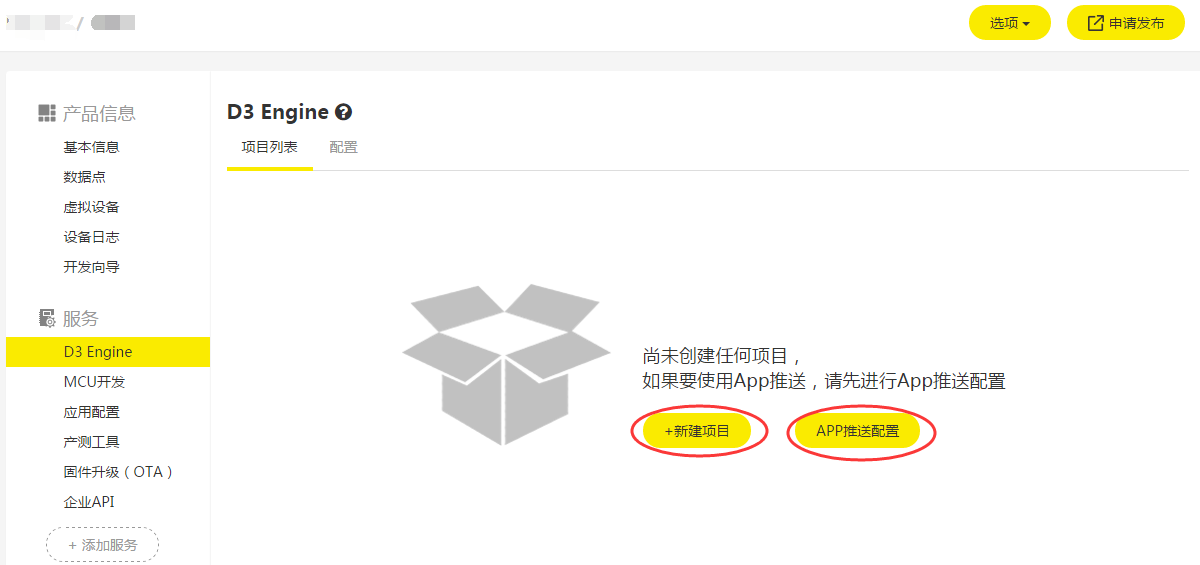 /
选项
申请发布
产品信息
基本信息
数据点
虚拟设备
设备日志
开发向导
服务
D3 Engine
MCU开发
应用配置
产测工具
固件升级（OTA）
企业API
+ 添加服务
D3 Engine ?
项目列表 配置
尚未创建任何项目，
如果要使用App推送，请先进行App推送配置
+新建项目 APP推送配置